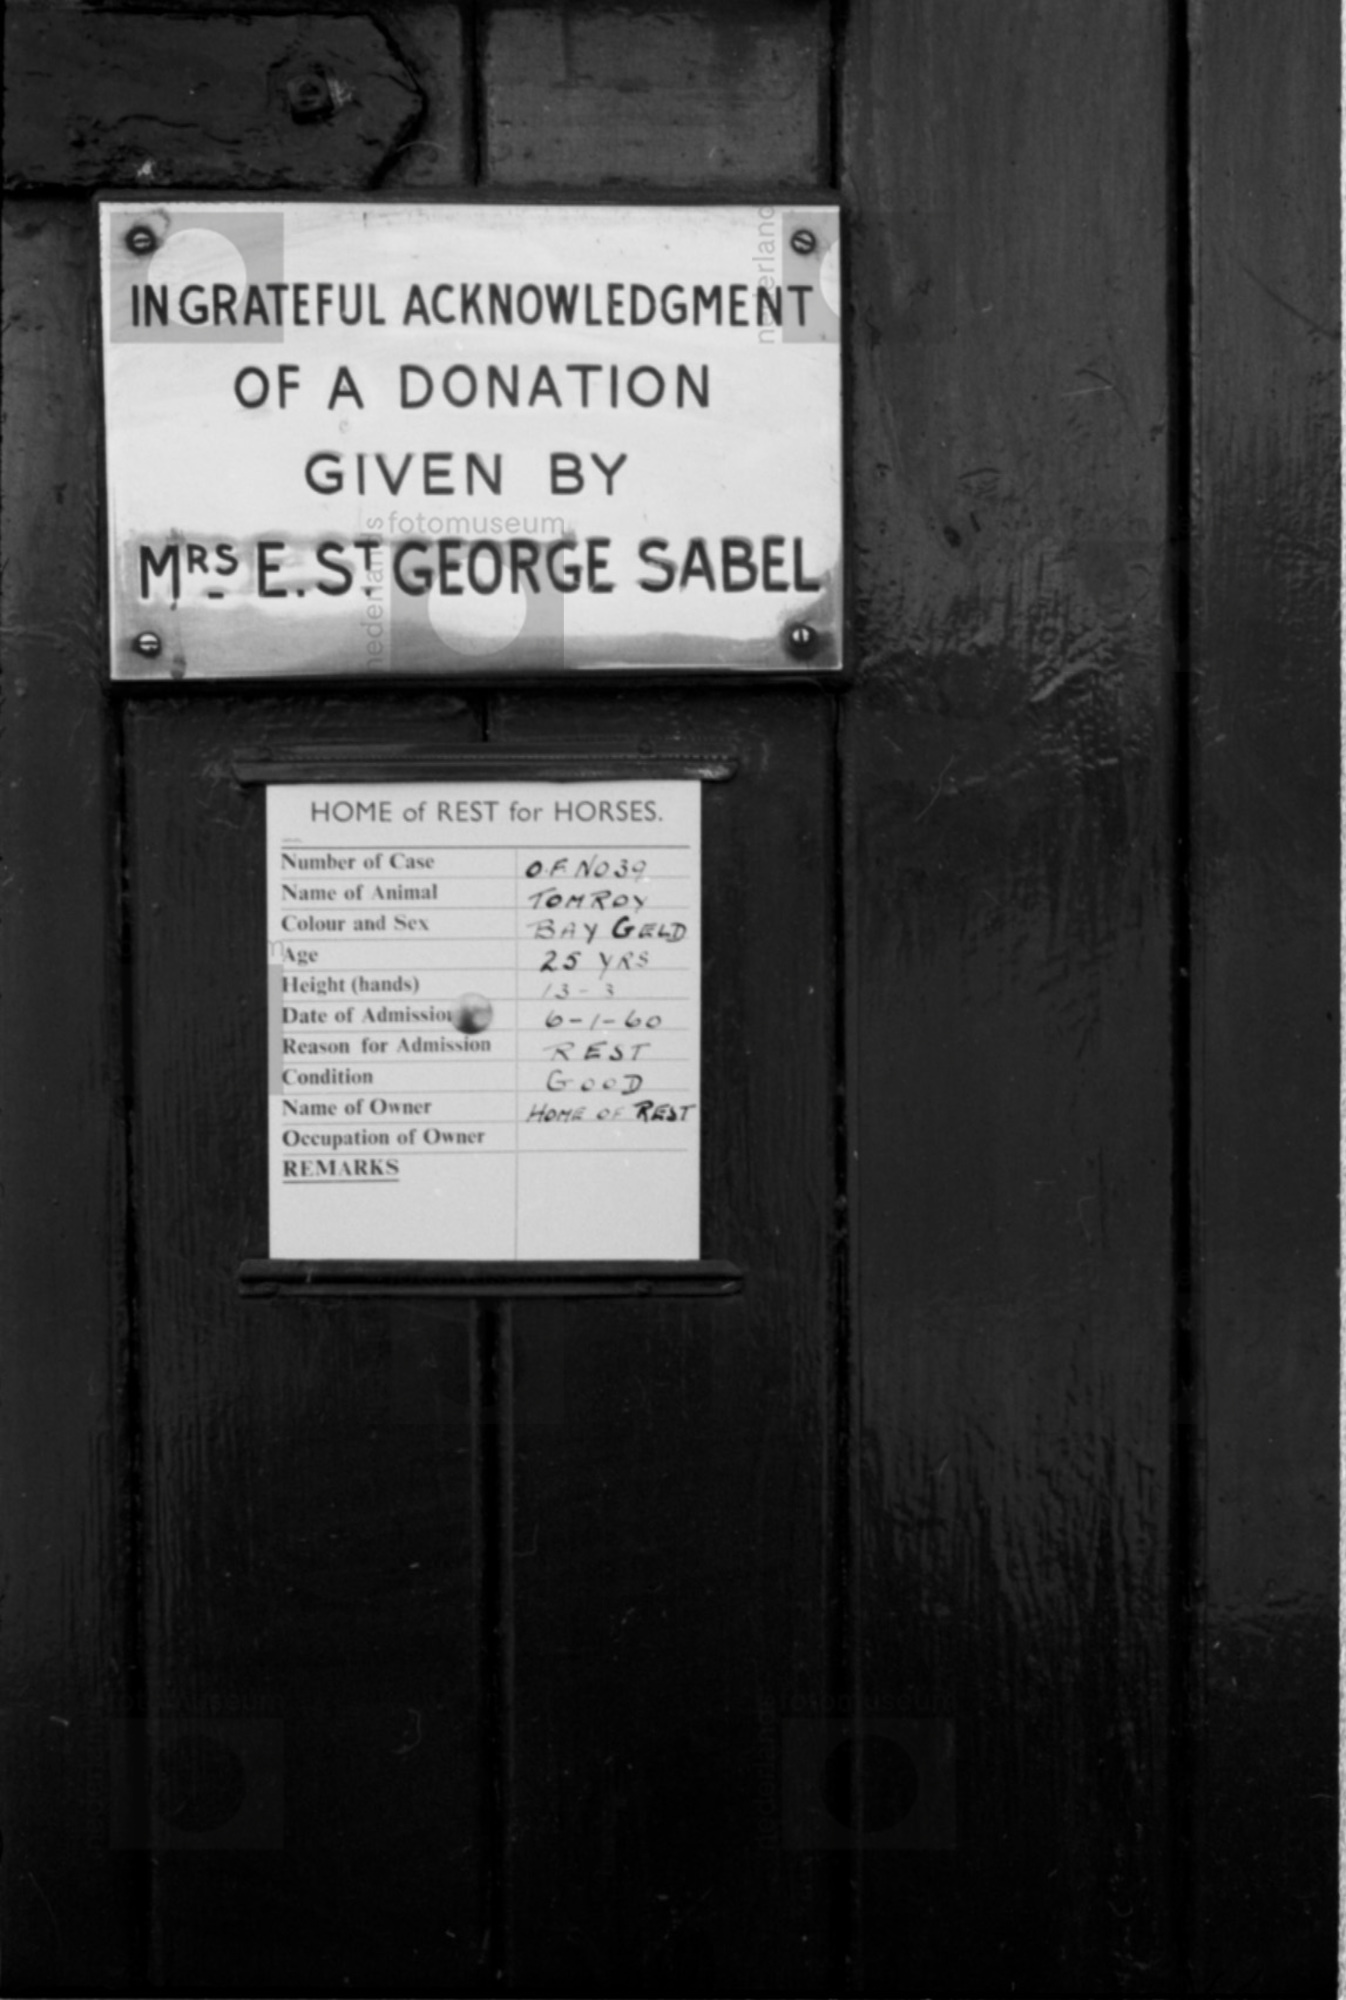 IN GRATEFUL ACKNOWLEDGMENT
OF A DONATION
GIVEN BY
MRS E. ST GEORGE SABEL
nederlands fotomuseum
HOME of REST for HORSES.
Number of Case O.F. NO 39
Name of Animal TOMROY
Colour and Sex BAY GELD
Age 25 YRS
Height (hands) 13-3
Date of Admission 6-1-60
Reason for Admission REST
Condition GOOD
Name of Owner HOME OF REST
Occupation of Owner
REMARKS